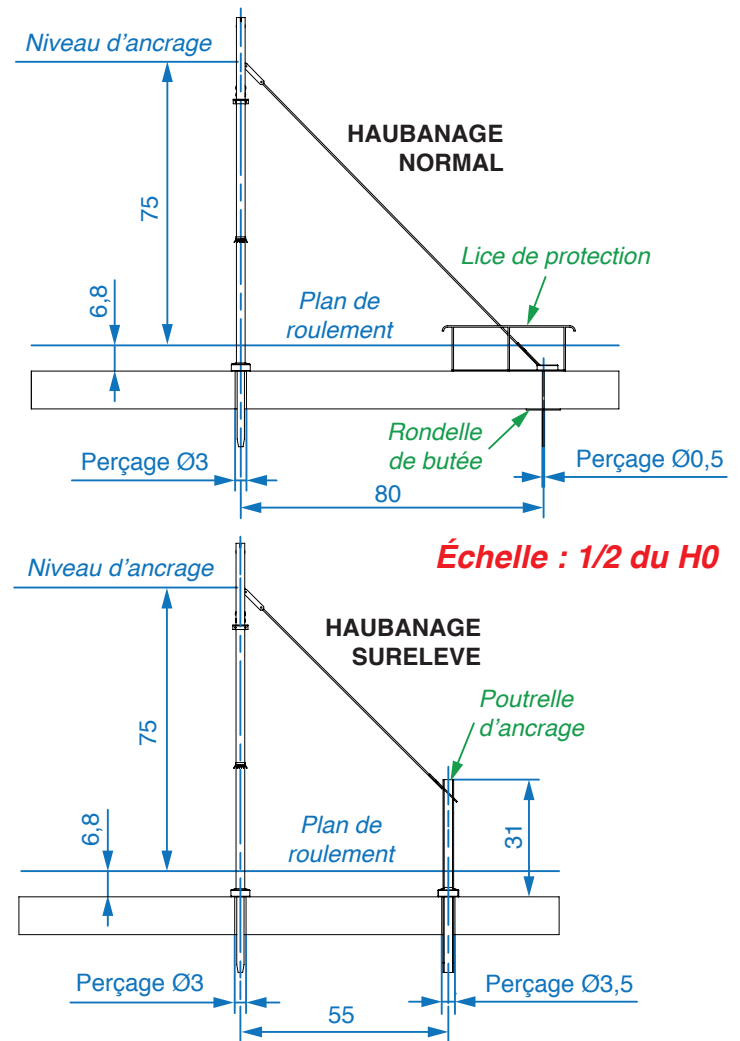 Niveau d'ancrage
HAUBANAGE
NORMAL
75
Lice de protection
6,8
Plan de
roulement
Rondelle
de butée
Perçage Ø3
Perçage Ø0,5
80
Échelle : 1/2 du H0
Niveau d'ancrage
HAUBANAGE
SURELEVE
Poutrelle
d'ancrage
75
6,8
Plan de
roulement
31
Perçage Ø3
Perçage Ø3,5
55